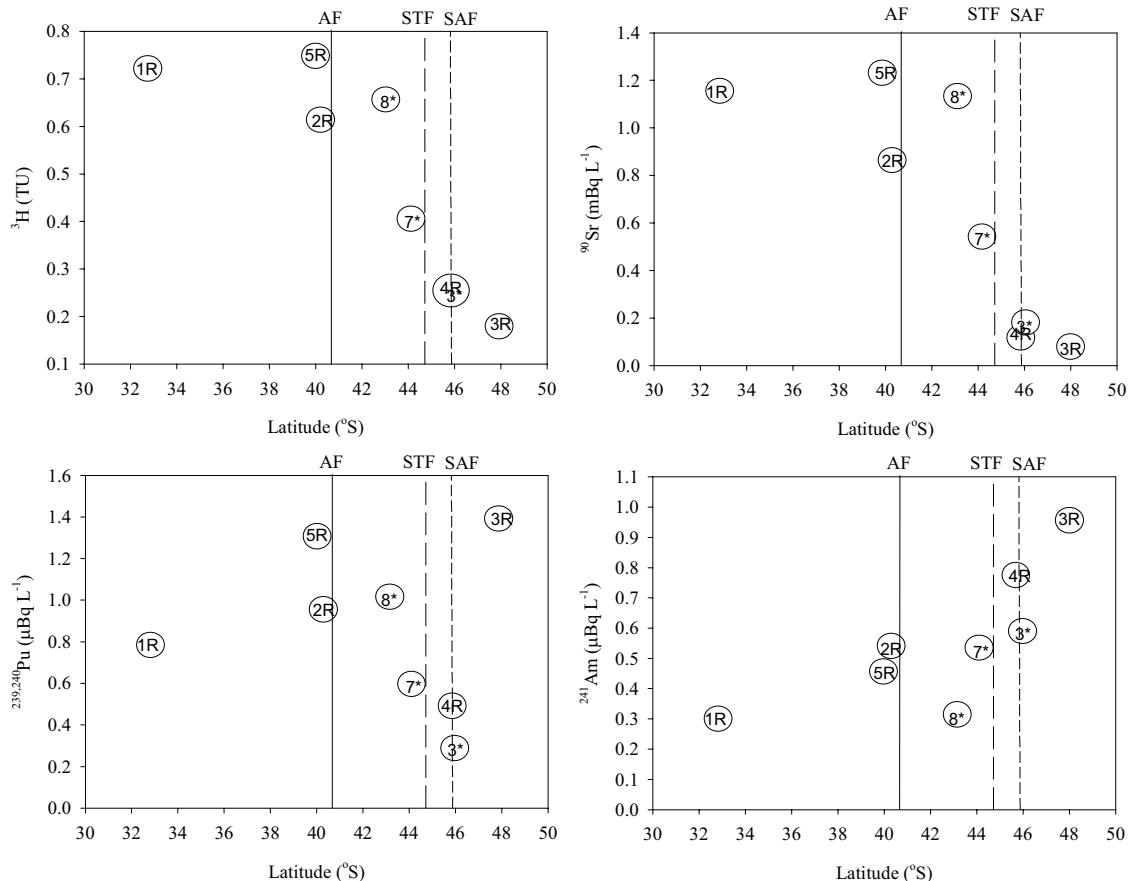 AF STF SAF
0.8
0.7
0.6
0.5
0.4
0.3
0.2
0.1
³H (TU)
1R
5R
2R
8*
7*
4R
3*
3R
30 32 34 36 38 40 42 44 46 48 50
Latitude (°S)
AF STF SAF
1.4
1.2
1.0
0.8
0.6
0.4
0.2
0.0
⁹⁰Sr (mBq L⁻¹)
1R
5R
2R
8*
7*
3*
4R
3R
30 32 34 36 38 40 42 44 46 48 50
Latitude (°S)
AF STF SAF
1.6
1.4
1.2
1.0
0.8
0.6
0.4
0.2
0.0
²³⁹,²⁴⁰Pu (µBq L⁻¹)
1R
5R
2R
8*
7*
4R
3*
3R
30 32 34 36 38 40 42 44 46 48 50
Latitude (°S)
AF STF SAF
1.1
1.0
0.9
0.8
0.7
0.6
0.5
0.4
0.3
0.2
0.1
0.0
²⁴¹Am (µBq L⁻¹)
1R
2R
5R
8*
7*
4R
3*
3R
30 32 34 36 38 40 42 44 46 48 50
Latitude (°S)